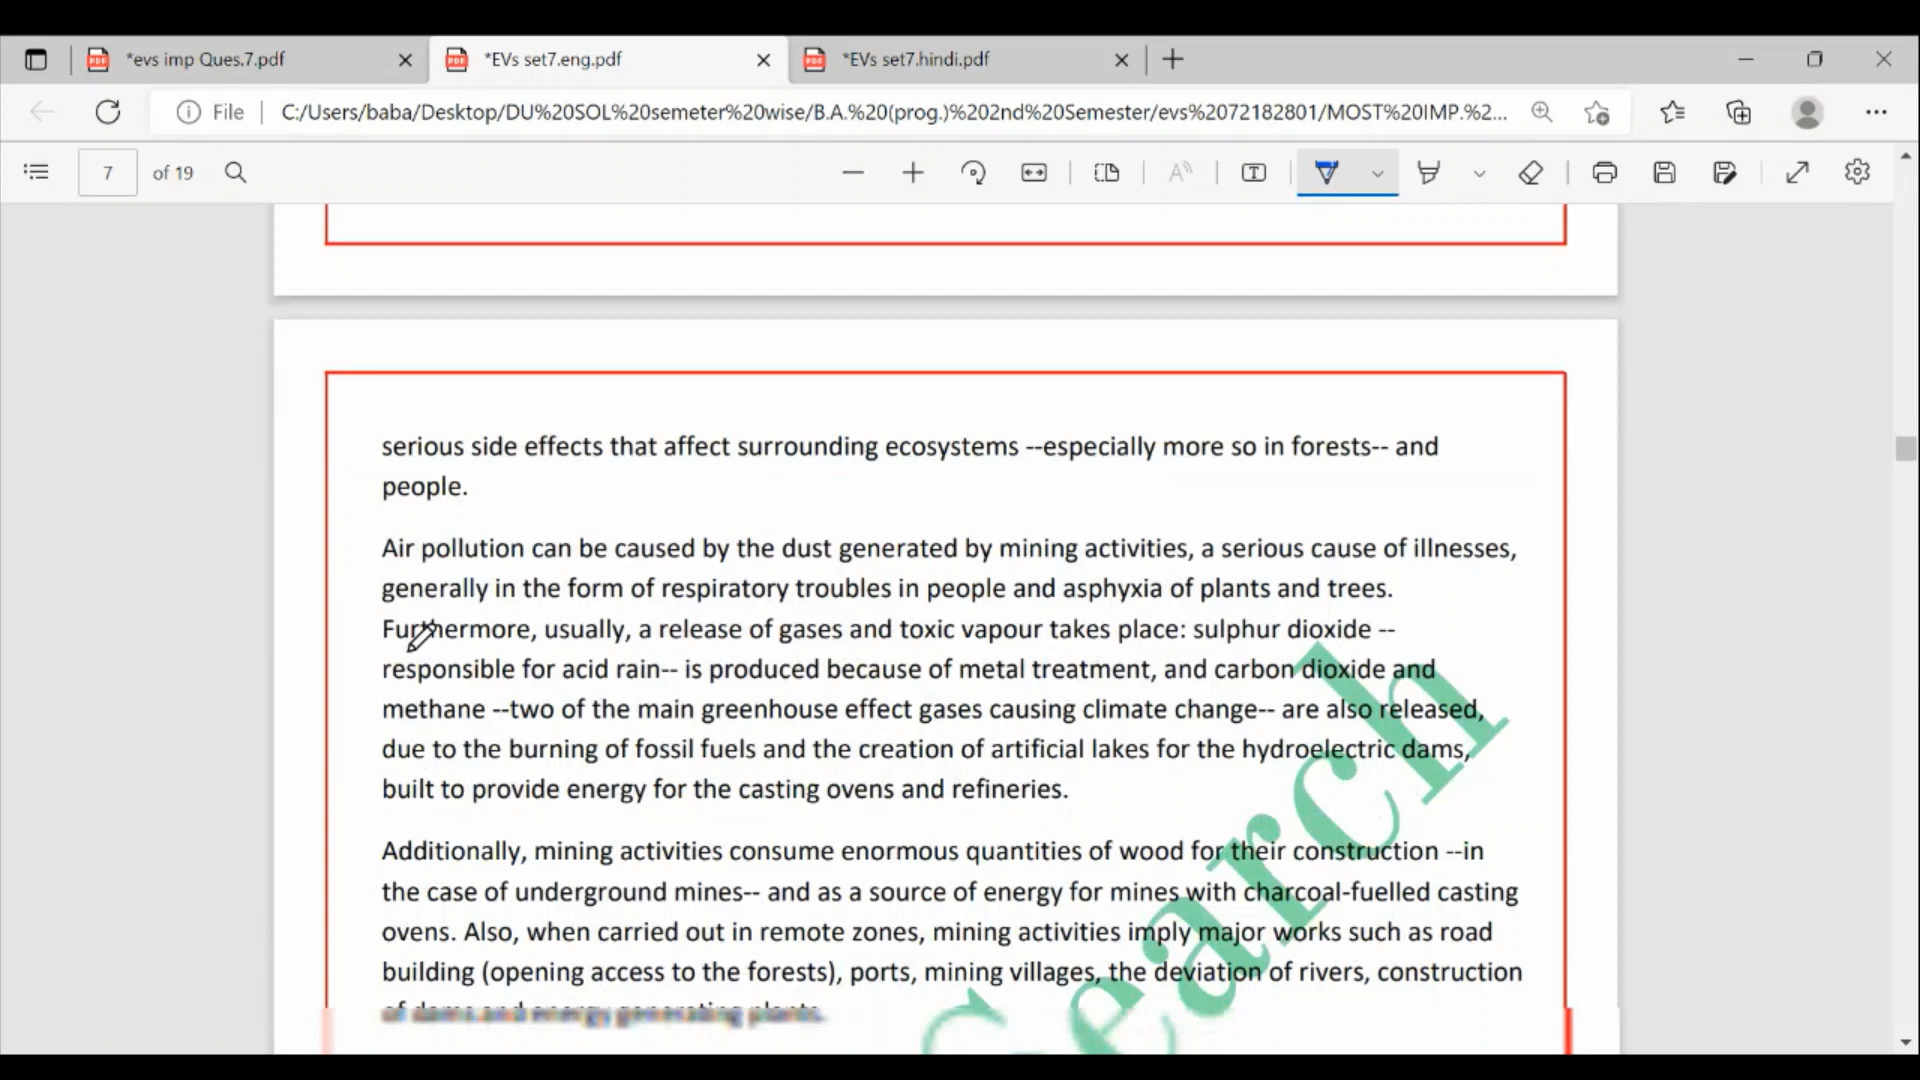 *evs imp Ques.7.pdf
*EVs set7.eng.pdf
*EVs set7.hindi.pdf
File
C:/Users/baba/Desktop/DU%20SOL%20semeter%20wise/B.A.%20(prog.)%202nd%20Semester/evs%2072182801/MOST%20IMP.%2...
7 of 19
serious side effects that affect surrounding ecosystems --especially more so in forests-- and
people.
Air pollution can be caused by the dust generated by mining activities, a serious cause of illnesses,
generally in the form of respiratory troubles in people and asphyxia of plants and trees.
Furthermore, usually, a release of gases and toxic vapour takes place: sulphur dioxide --
responsible for acid rain-- is produced because of metal treatment, and carbon dioxide and
methane --two of the main greenhouse effect gases causing climate change-- are also released,
due to the burning of fossil fuels and the creation of artificial lakes for the hydroelectric dams,
built to provide energy for the casting ovens and refineries.
Additionally, mining activities consume enormous quantities of wood for their construction --in
the case of underground mines-- and as a source of energy for mines with charcoal-fuelled casting
ovens. Also, when carried out in remote zones, mining activities imply major works such as road
building (opening access to the forests), ports, mining villages, the deviation of rivers, construction
of dams and energy generating plants.
earch